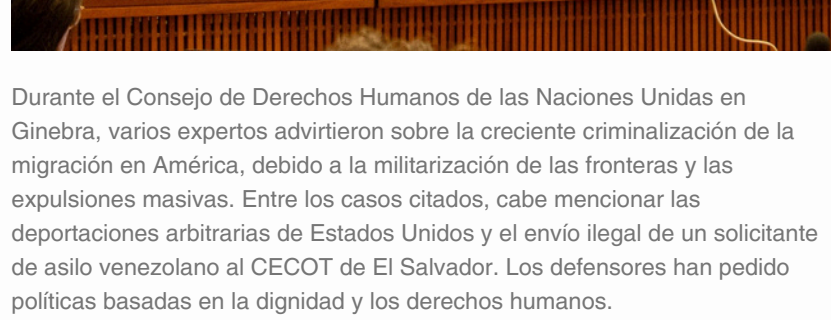 Durante el Consejo de Derechos Humanos de las Naciones Unidas en
Ginebra, varios expertos advirtieron sobre la creciente criminalización de la
migración en América, debido a la militarización de las fronteras y las
expulsiones masivas. Entre los casos citados, cabe mencionar las
deportaciones arbitrarias de Estados Unidos y el envío ilegal de un solicitante
de asilo venezolano al CECOT de El Salvador. Los defensores han pedido
políticas basadas en la dignidad y los derechos humanos.